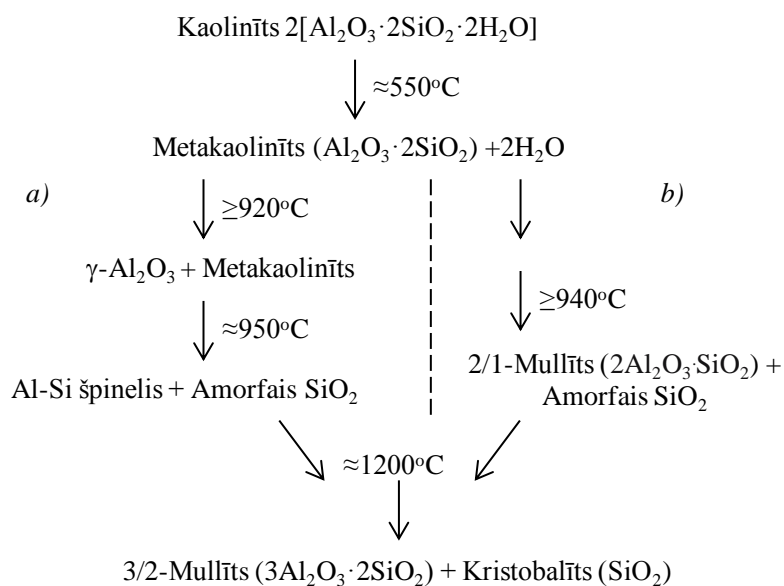 Kaolinīts 2[Al₂O₃·2SiO₂·2H₂O]
≈550°C
Metakaolinīts (Al₂O₃·2SiO₂) +2H₂O
a)
≥920°C
b)
γ-Al₂O₃ + Metakaolinīts
≥940°C
≈950°C
Al-Si špinelis + Amorfais SiO₂
2/1-Mullīts (2Al₂O₃·SiO₂) +
Amorfais SiO₂
≈1200°C
3/2-Mullīts (3Al₂O₃·2SiO₂) + Kristobalīts (SiO₂)